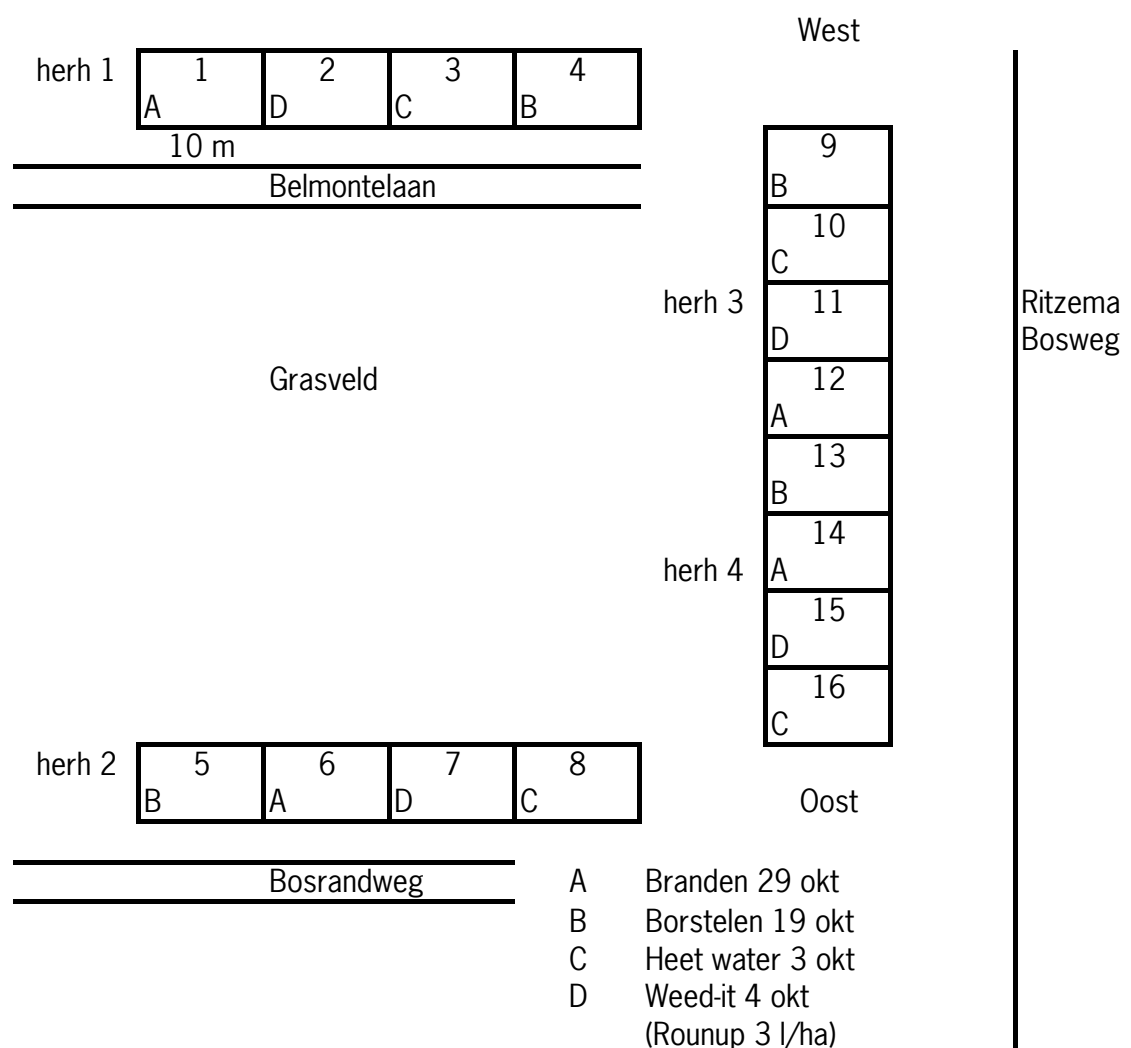 West
herh 1 1 2 3 4
A D C B
10 m
Belmontelaan
9
B
10
C
herh 3 11
D
Ritzema
Bosweg
Grasveld
12
A
13
B
14
herh 4 A
15
D
16
C
herh 2 5 6 7 8
B A D C
Oost
Bosrandweg
A Branden 29 okt
B Borstelen 19 okt
C Heet water 3 okt
D Weed-it 4 okt
(Rounup 3 l/ha)